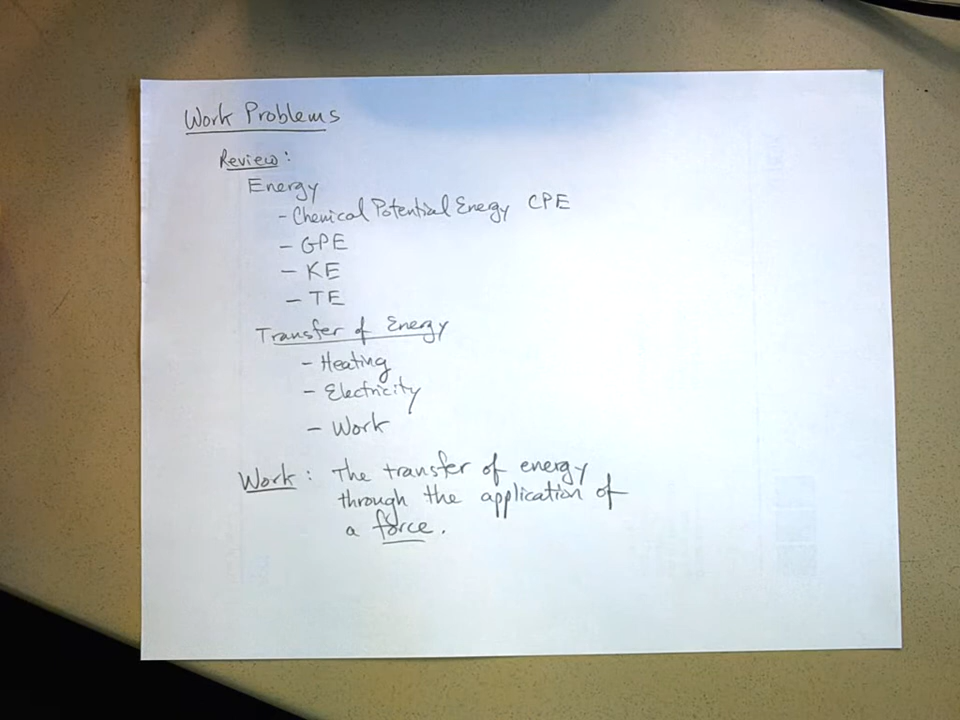 Work Problems
Review:
Energy
- Chemical Potential Energy CPE
- GPE
- KE
- TE
Transfer of Energy
- Heating
- Electricity
- Work
Work: The transfer of energy
through the application of
a force.